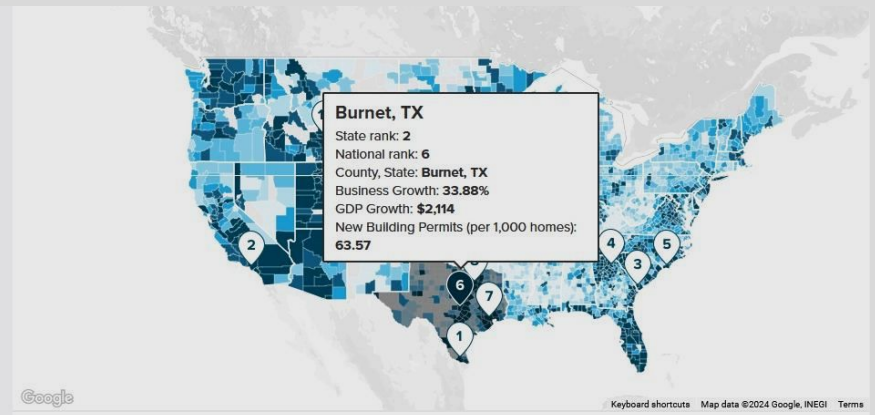 Burnet, TX
State rank: 2
National rank: 6
County, State: Burnet, TX
Business Growth: 33.88%
GDP Growth: $2,114
New Building Permits (per 1,000 homes):
63.57
2
4
5
3
6
7
1
Google
Keyboard shortcuts Map data ©2024 Google, INEGI Terms